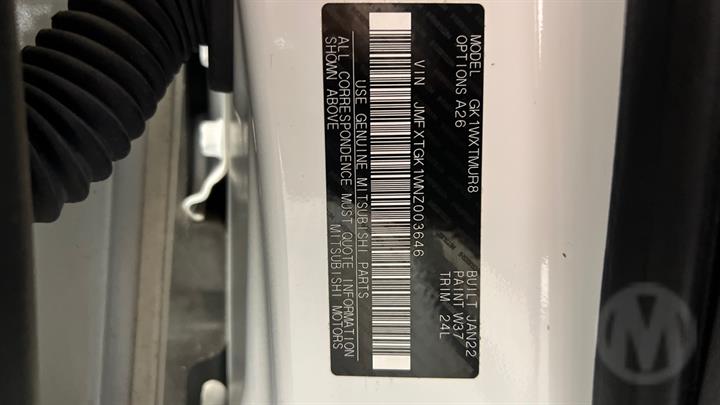 MODEL GK1WXTMUR8 BUILT JAN22
OPTIONS A26 PAINT W37
TRIM 24L
VIN JMFXTGK1WNZ003646
USE GENUINE MITSUBISHI PARTS
ALL CORRESPONDENCE MUST QUOTE INFORMATION
SHOWN ABOVE MITSUBISHI MOTORS
M